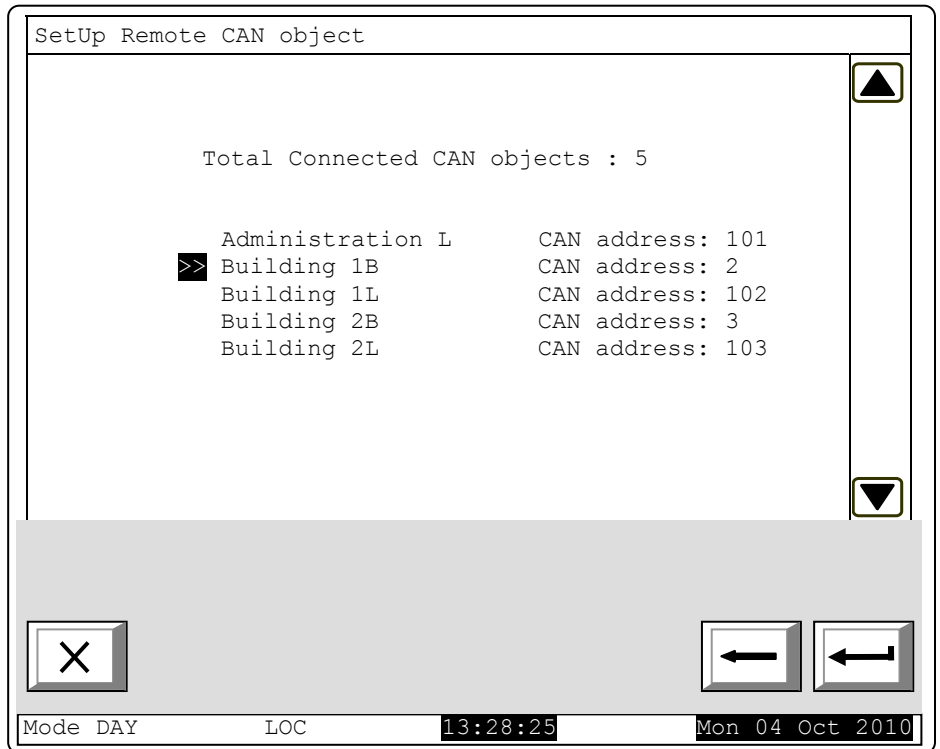 SetUp Remote CAN object
Total Connected CAN objects : 5
Administration L CAN address: 101
>> Building 1B CAN address: 2
Building 1L CAN address: 102
Building 2B CAN address: 3
Building 2L CAN address: 103
Mode DAY LOC 13:28:25 Mon 04 Oct 2010